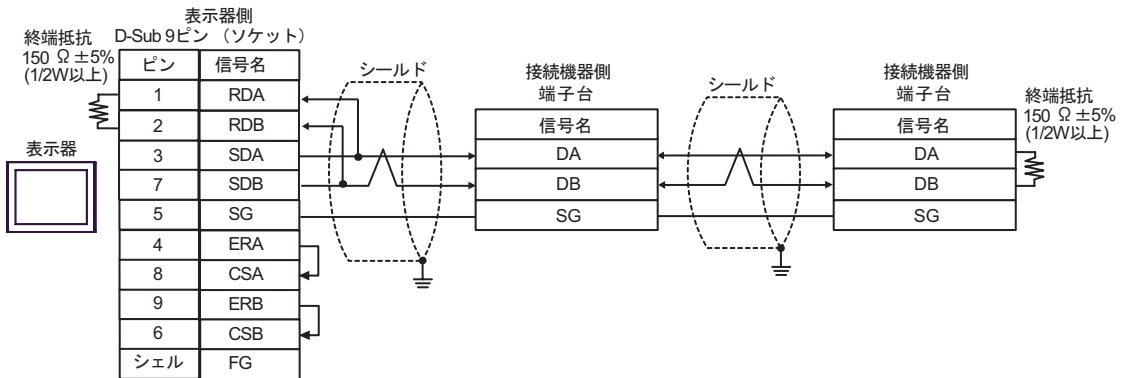 表示器側
D-Sub 9ピン （ソケット）
終端抵抗
150 Ω ±5%
(1/2W以上)
ピン 信号名
1 RDA
2 RDB
3 SDA
7 SDB
5 SG
4 ERA
8 CSA
9 ERB
6 CSB
シェル FG
表示器
シールド
接続機器側
端子台
信号名
DA
DB
SG
シールド
接続機器側
端子台
信号名
DA
DB
SG
終端抵抗
150 Ω ±5%
(1/2W以上)